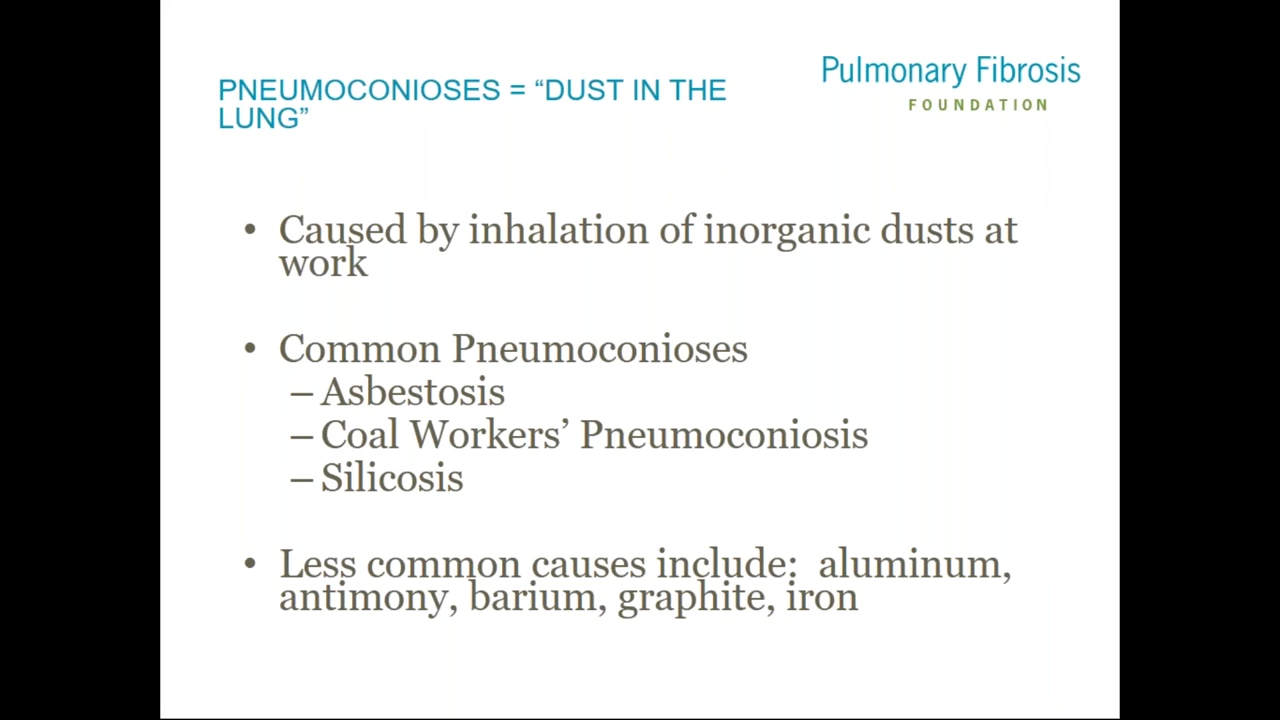 PNEUMOCONIOSES = “DUST IN THE
LUNG”
Pulmonary Fibrosis
FOUNDATION
• Caused by inhalation of inorganic dusts at
work
• Common Pneumoconioses
– Asbestosis
– Coal Workers’ Pneumoconiosis
– Silicosis
• Less common causes include:  aluminum,
antimony, barium, graphite, iron